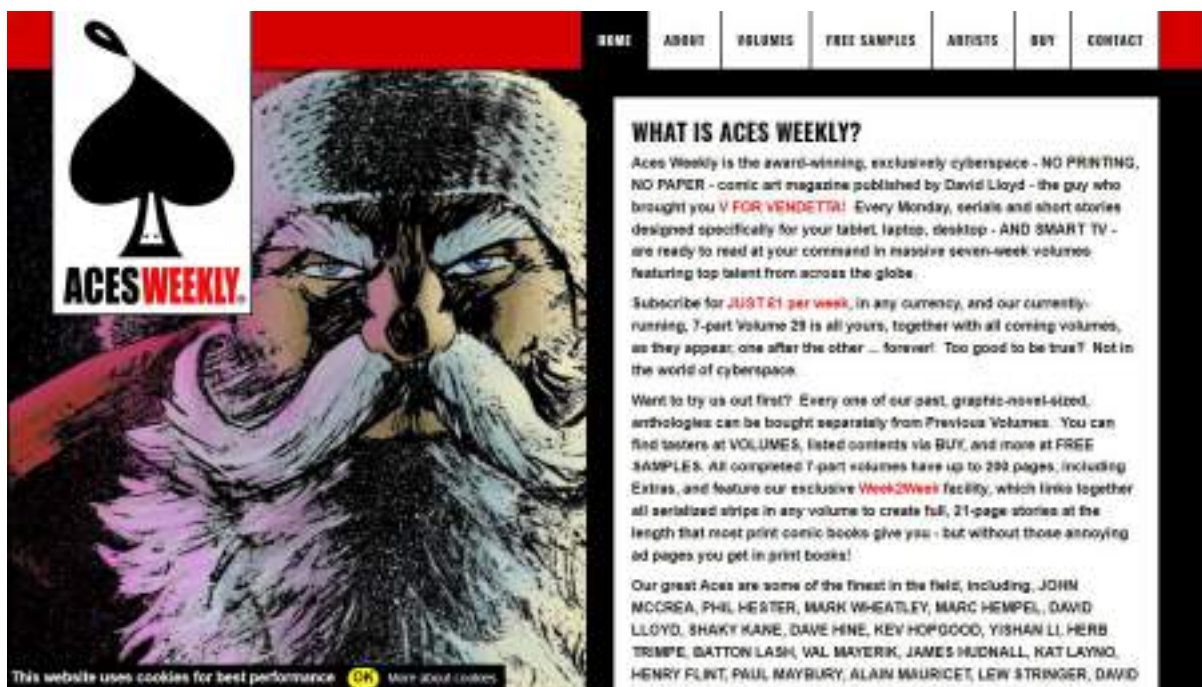 HOME ABOUT VOLUMES FREE SAMPLES ARTISTS BUY CONTACT
ACESWEEKLY
WHAT IS ACES WEEKLY?
Aces Weekly is the award-winning, exclusively cyberspace - NO PRINTING,
NO PAPER - comic art magazine published by David Lloyd - the guy who
brought you V FOR VENDETTA! Every Monday, serials and short stories
designed specifically for your tablet, laptop, desktop - AND SMART TV -
are ready to read at your command in massive seven-week volumes
featuring top talent from across the globe.
Subscribe for JUST £1 per week, in any currency, and our currently-
running, 7-part Volume 29 is all yours, together with all coming volumes,
as they appear, one after the other ... forever! Too good to be true? Not in
the world of cyberspace.
Want to try us out first? Every one of our past, graphic-novel-sized,
anthologies can be bought separately from Previous Volumes. You can
find tasters at VOLUMES, listed contents via BUY, and more at FREE
SAMPLES. All completed 7-part volumes have up to 200 pages, including
Extras, and feature our exclusive Week2Week facility, which links together
all serialized strips in any volume to create full, 21-page stories at the
length that most print comic books give you - but without those annoying
ad pages you get in print books!
Our great Aces are some of the finest in the field, including, JOHN
MCCREA, PHIL HESTER, MARK WHEATLEY, MARC HEMPEL, DAVID
LLOYD, SHAKY KANE, DAVE HINE, KEV HOPGOOD, YISHAN LI, HERB
TRIMPE, BATTON LASH, VAL MAYERIK, JAMES HUDNALL, KAT LAYNO,
HENRY FLINT, PAUL MAYBURY, ALAIN MAURICET, LEW STRINGER, DAVID
This website uses cookies for best performance OK More about cookies